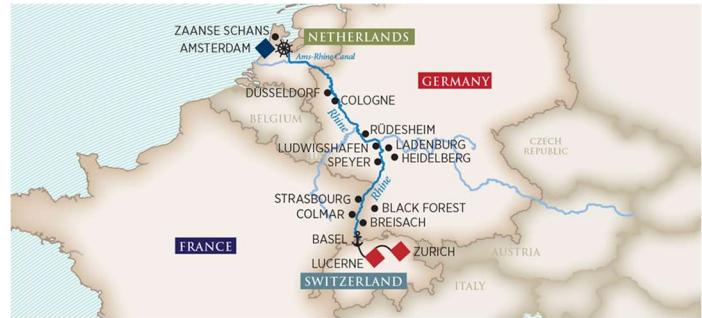 ZAANSE SCHANS
AMSTERDAM
NETHERLANDS
Ams-Rhine Canal
GERMANY
DÜSSELDORF
COLOGNE
BELGIUM
Rhine
RÜDESHEIM
LUDWIGSHAFEN
LADENBURG
HEIDELBERG
SPEYER
CZECH
REPUBLIC
Rhine
STRASBOURG
BLACK FOREST
COLMAR
BREISACH
BASEL
FRANCE
ZURICH
AUSTRIA
LUCERNE
SWITZERLAND
ITALY